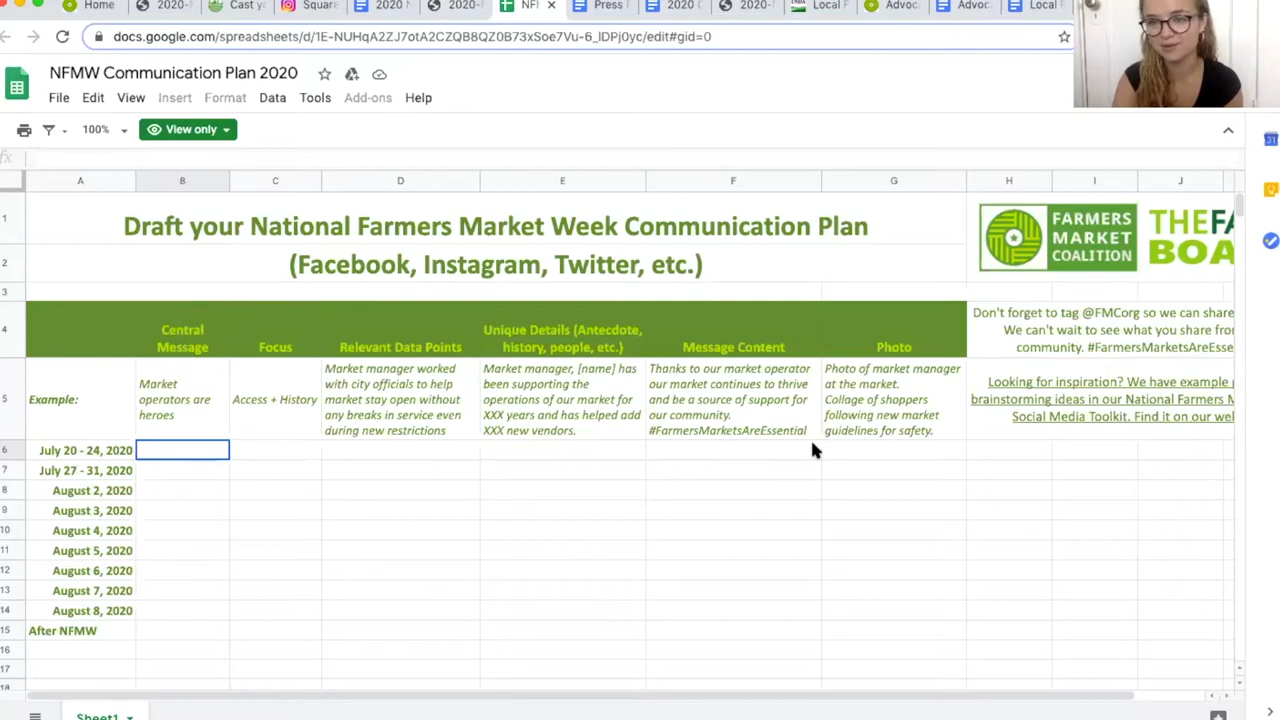 Home
2020-
Cast ya
Square
2020 N
2020-
NFM
Press R
2020 C
2020-
Local F
Advoca
Advoc.
Local F
docs.google.com/spreadsheets/d/1E-NUHqA2ZJ7otA2CZQB8QZ0B73xSoe7Vu-6_lDPj0yc/edit#gid=0
NFMW Communication Plan 2020
File Edit View Insert Format Data Tools Add-ons Help
100% View only
fx
A B C D E F G H I J
1 Draft your National Farmers Market Week Communication Plan
2 (Facebook, Instagram, Twitter, etc.)
FARMERS
MARKET
COALITION
THEFA
BOA
3
4
Central
Message
Focus
Relevant Data Points
Unique Details (Antecdote,
history, people, etc.)
Message Content
Photo
Don't forget to tag @FMCorg so we can share
We can't wait to see what you share from
community. #FarmersMarketsAreEsse
5
Example:
Market
operators are
heroes
Access + History
Market manager worked
with city officials to help
market stay open without
any breaks in service even
during new restrictions
Market manager, [name] has
been supporting the
operations of our market for
XXX years and has helped add
XXX new vendors.
Thanks to our market operator
our market continues to thrive
and be a source of support for
our community.
#FarmersMarketsAreEssential
Photo of market manager
at the market.
Collage of shoppers
following new market
guidelines for safety.
Looking for inspiration? We have example
brainstorming ideas in our National Farmers M
Social Media Toolkit. Find it on our wel
6 July 20 - 24, 2020
7 July 27 - 31, 2020
8 August 2, 2020
9 August 3, 2020
10 August 4, 2020
11 August 5, 2020
12 August 6, 2020
13 August 7, 2020
14 August 8, 2020
15 After NFMW
16
17
18
Sheet1